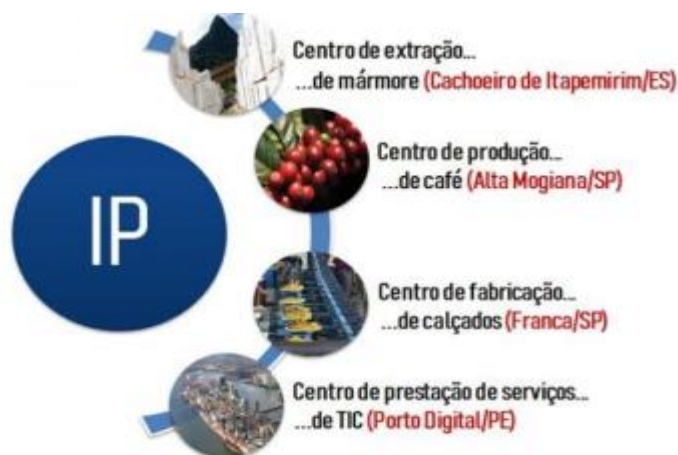 Centro de extração...
...de mármore (Cachoeiro de Itapemirim/ES)
IP
Centro de produção...
...de café (Alta Mogiana/SP)
Centro de fabricação...
...de calçados (Franca/SP)
Centro de prestação de serviços...
...de TIC (Porto Digital/PE)